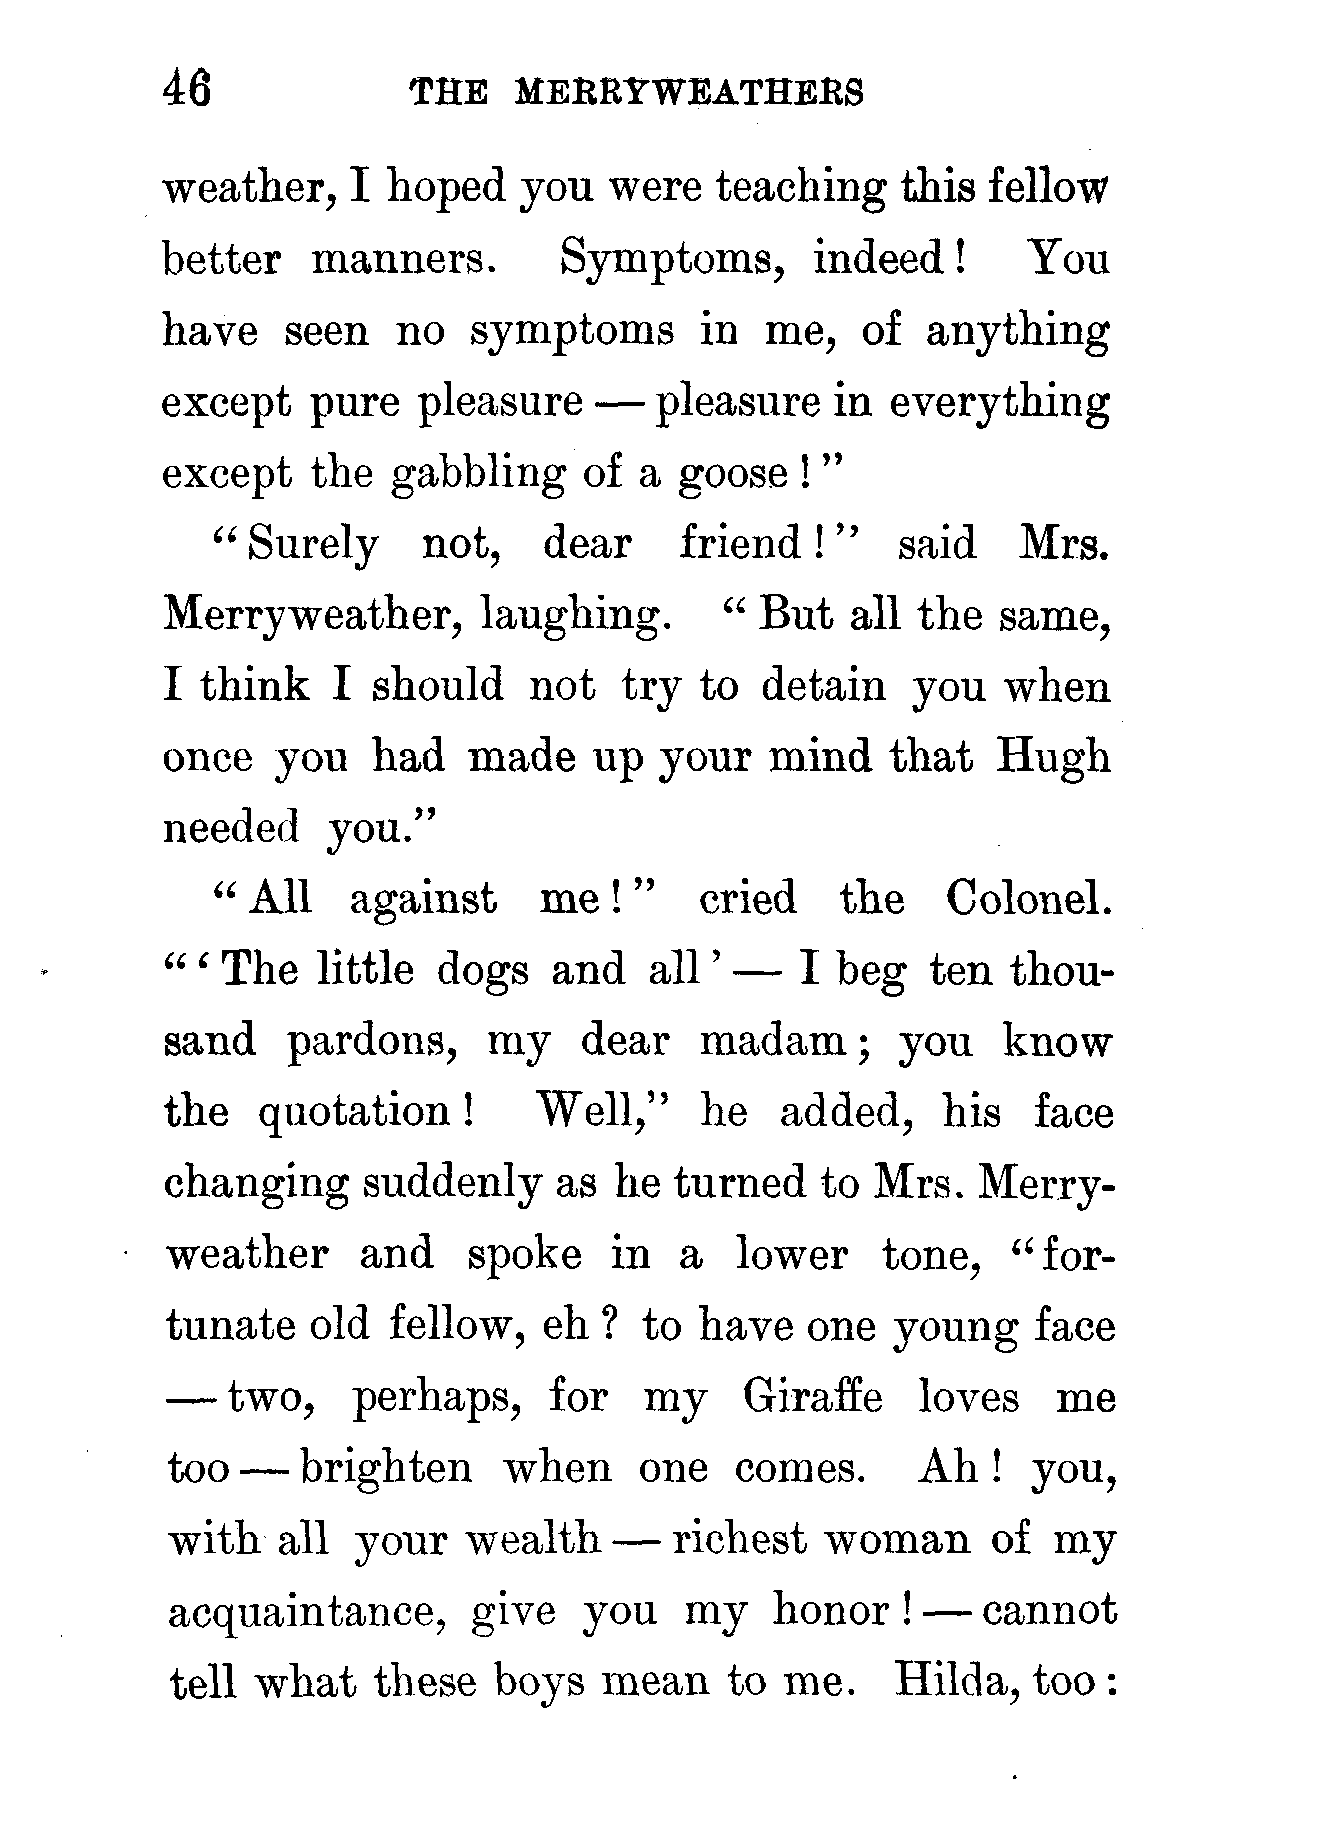 46 THE MERRYWEATHERS
weather, I hoped you were teaching this fellow
better manners. Symptoms, indeed! You
have seen no symptoms in me, of anything
except pure pleasure — pleasure in everything
except the gabbling of a goose!"
"Surely not, dear friend!" said Mrs.
Merryweather, laughing. "But all the same,
I think I should not try to detain you when
once you had made up your mind that Hugh
needed you."
"All against me!" cried the Colonel.
"'The little dogs and all' — I beg ten thou-
sand pardons, my dear madam; you know
the quotation! Well," he added, his face
changing suddenly as he turned to Mrs. Merry-
weather and spoke in a lower tone, "for-
tunate old fellow, eh? to have one young face
— two, perhaps, for my Giraffe loves me
too — brighten when one comes. Ah! you,
with all your wealth — richest woman of my
acquaintance, give you my honor! — cannot
tell what these boys mean to me. Hilda, too: